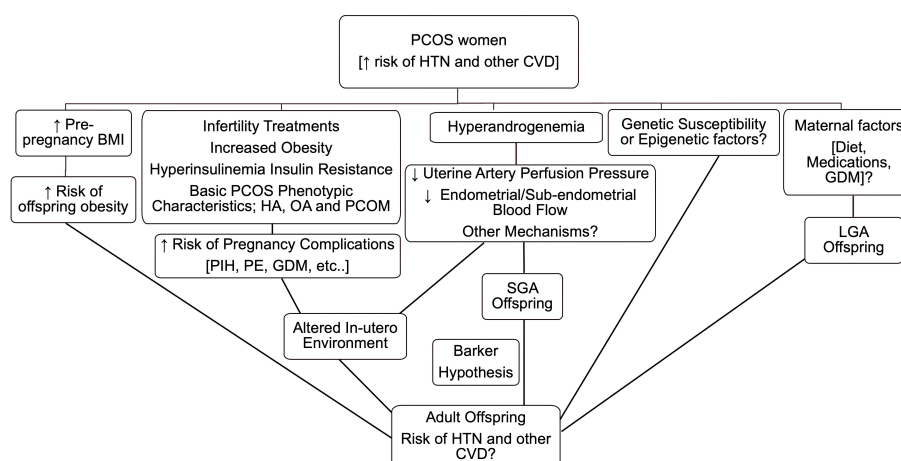 PCOS women
[↑ risk of HTN and other CVD]
↑ Pre-
pregnancy BMI
Infertility Treatments
Increased Obesity
Hyperinsulinemia Insulin Resistance
Basic PCOS Phenotypic
Characteristics; HA, OA and PCOM
Hyperandrogenemia
Genetic Susceptibility
or Epigenetic factors?
Maternal factors
[Diet,
Medications,
GDM]?
↑ Risk of
offspring obesity
↓ Uterine Artery Perfusion Pressure
↓ Endometrial/Sub-endometrial
Blood Flow
Other Mechanisms?
↑ Risk of Pregnancy Complications
[PIH, PE, GDM, etc..]
LGA
Offspring
SGA
Offspring
Altered In-utero
Environment
Barker
Hypothesis
Adult Offspring
Risk of HTN and other
CVD?